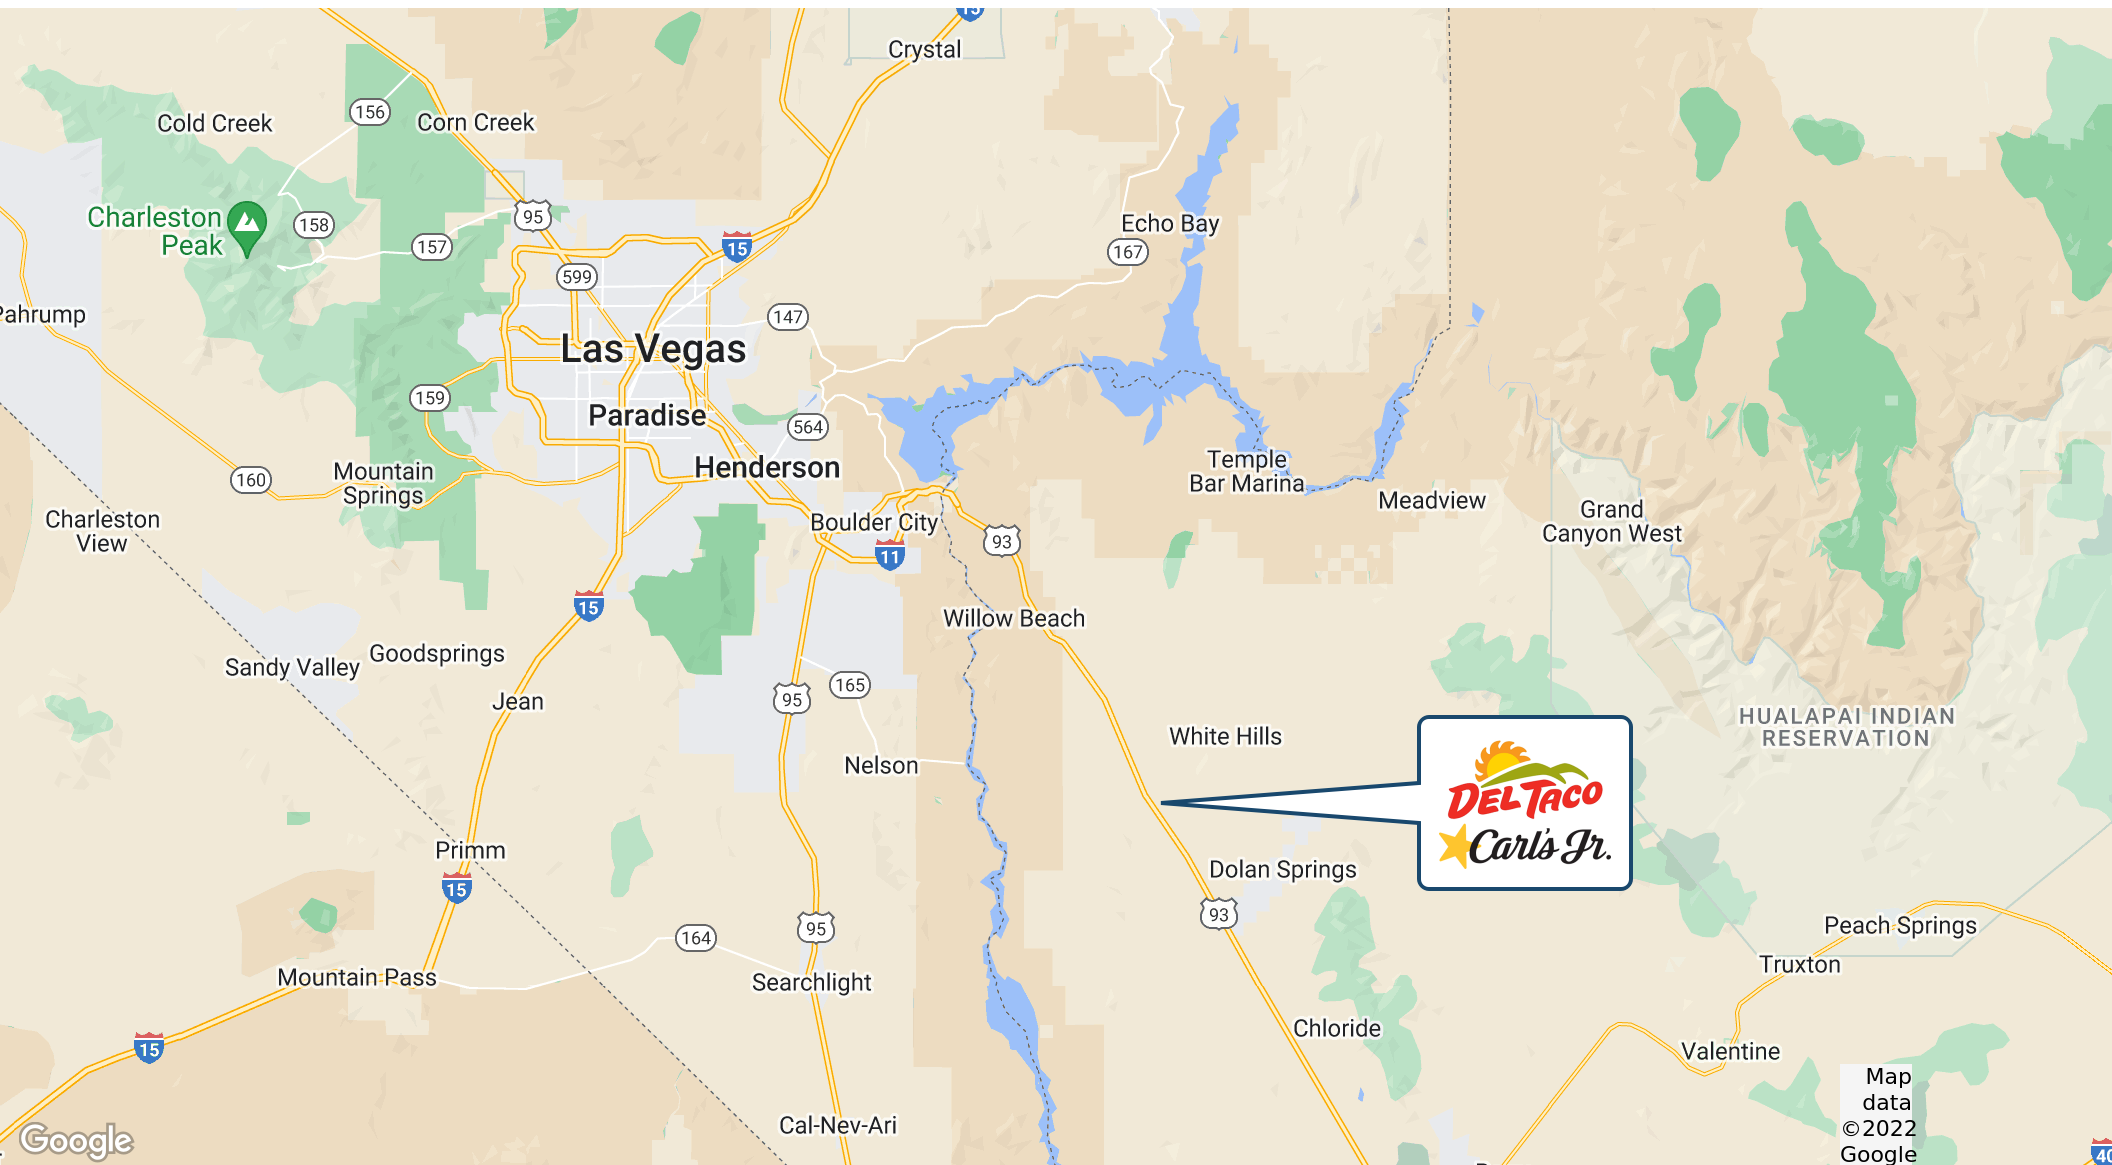 15
Crystal
156
Cold Creek
Corn Creek
Charleston
Peak
158
95
157
15
Echo Bay
167
599
Pahrump
147
Las Vegas
159
Paradise
564
Henderson
Mountain
Springs
160
Temple
Bar Marina
Meadview
Charleston
View
Boulder City
Grand
Canyon West
93
11
15
Willow Beach
Goodsprings
Sandy Valley
165
95
Jean
HUALAPAI INDIAN
RESERVATION
White Hills
Nelson
DEL TACO
Carl's Jr.
Primm
15
Dolan Springs
93
95
164
Peach Springs
Truxton
Mountain Pass
Searchlight
Chloride
15
Valentine
Cal-Nev-Ari
Map
data
©2022
Google
Google
40